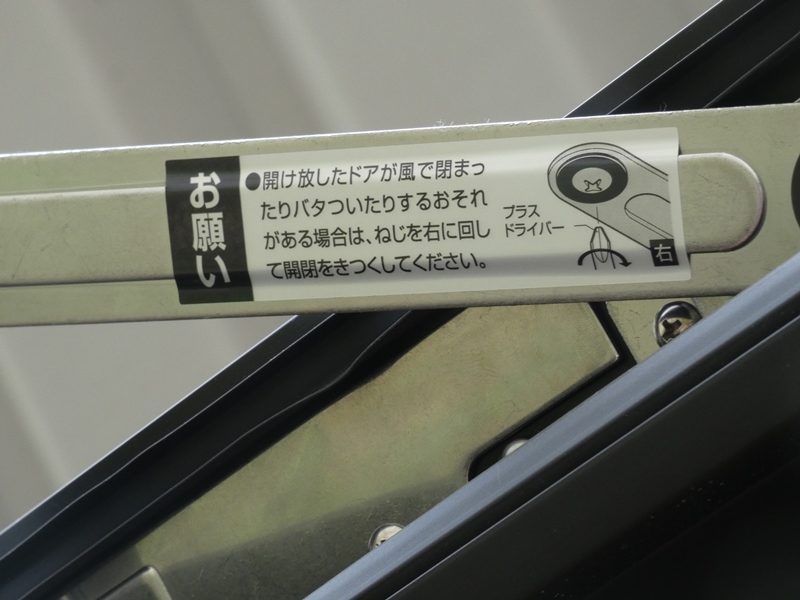 お願い
●開け放したドアが風で閉まっ
たりバタついたりするおそれ
がある場合は、ねじを右に回し
て開閉をきつくしてください。
プラス
ドライバー
右